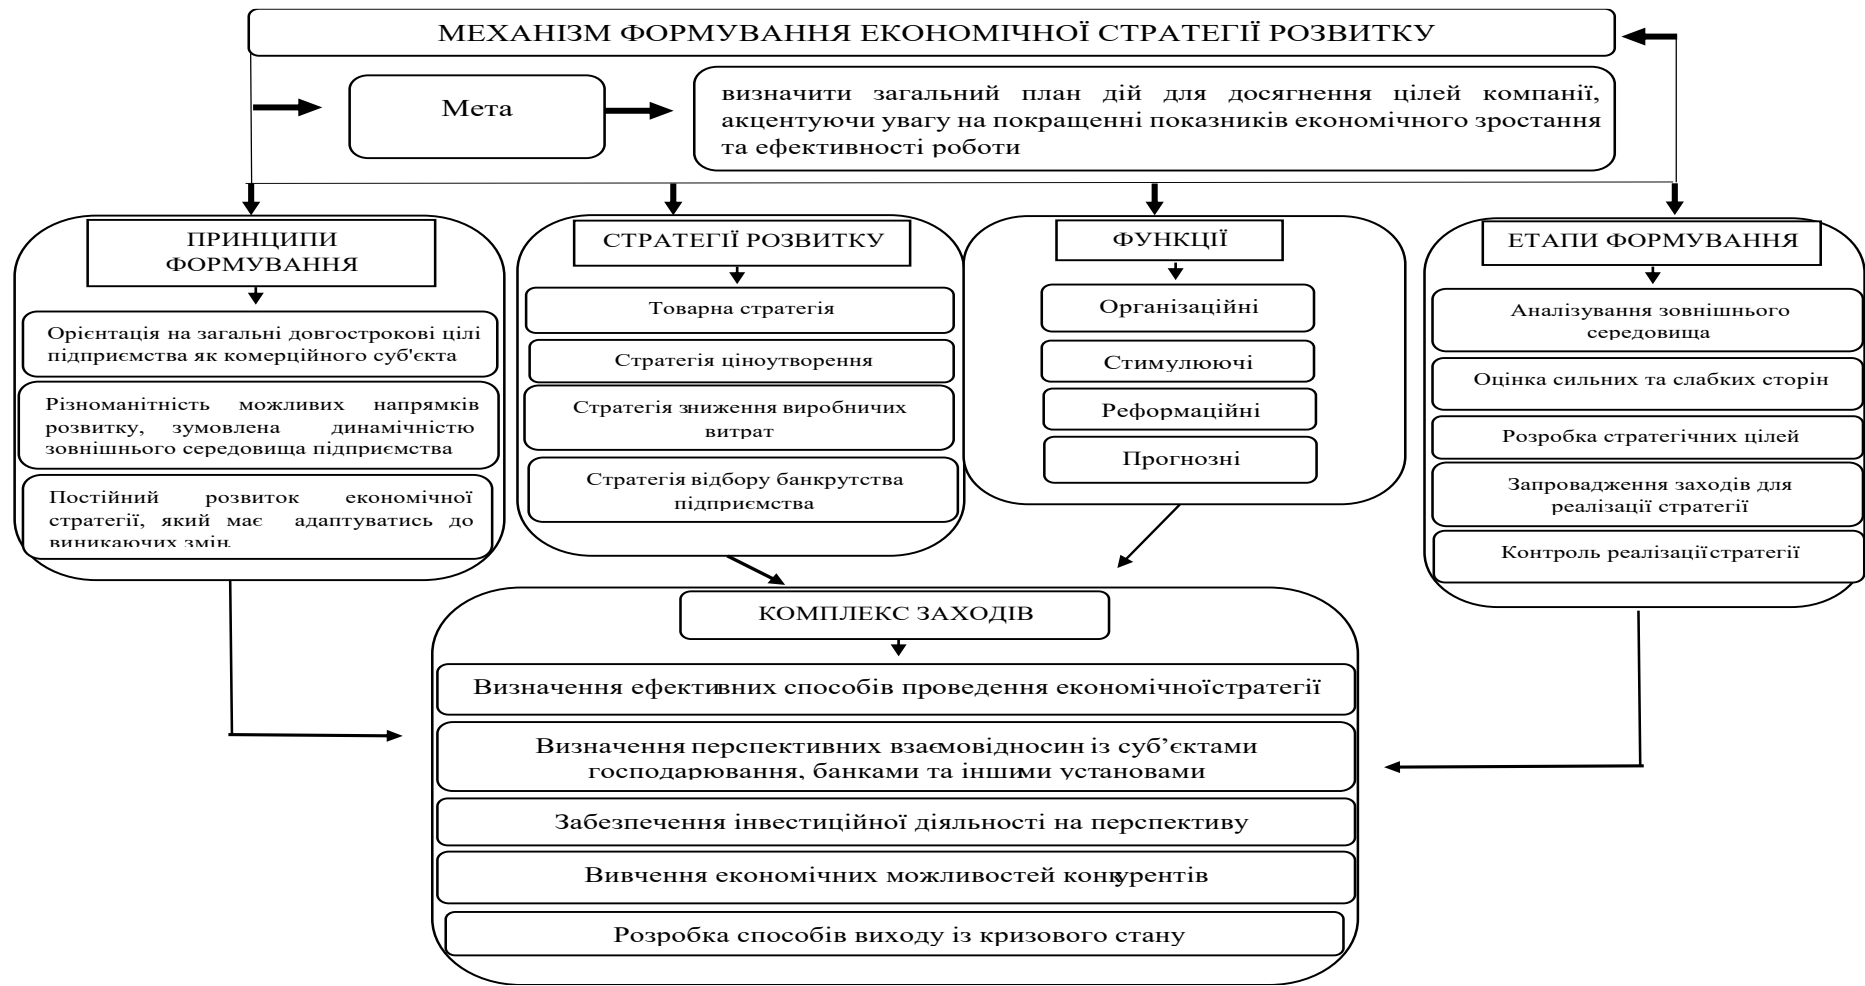 МЕХАНІЗМ ФОРМУВАННЯ ЕКОНОМІЧНОЇ СТРАТЕГІЇ РОЗВИТКУ
Мета
визначити загальний план дій для досягнення цілей компанії,
акцентуючи увагу на покращенні показників економічного зростання
та ефективності роботи
ПРИНЦИПИ
ФОРМУВАННЯ
Орієнтація на загальні довгострокові цілі
підприємства як комерційного суб'єкта
Різноманітність можливих напрямків
розвитку, зумовлена динамічністю
зовнішнього середовища підприємства
Постійний розвиток економічної
стратегії, який має адаптуватись до
виникаючих змін
СТРАТЕГІЇ РОЗВИТКУ
Товарна стратегія
Стратегія ціноутворення
Стратегія зниження виробничих
витрат
Стратегія відбору банкрутства
підприємства
ФУНКЦІЇ
Організаційні
Стимулюючі
Реформаційні
Прогнозні
ЕТАПИ ФОРМУВАННЯ
Аналізування зовнішнього
середовища
Оцінка сильних та слабких сторін
Розробка стратегічних цілей
Запровадження заходів для
реалізації стратегії
Контроль реалізації стратегії
КОМПЛЕКС ЗАХОДІВ
Визначення ефективних способів проведення економічної стратегії
Визначення перспективних взаємовідносин із суб’єктами
господарювання, банками та іншими установами
Забезпечення інвестиційної діяльності на перспективу
Вивчення економічних можливостей конкурентів
Розробка способів виходу із кризового стану